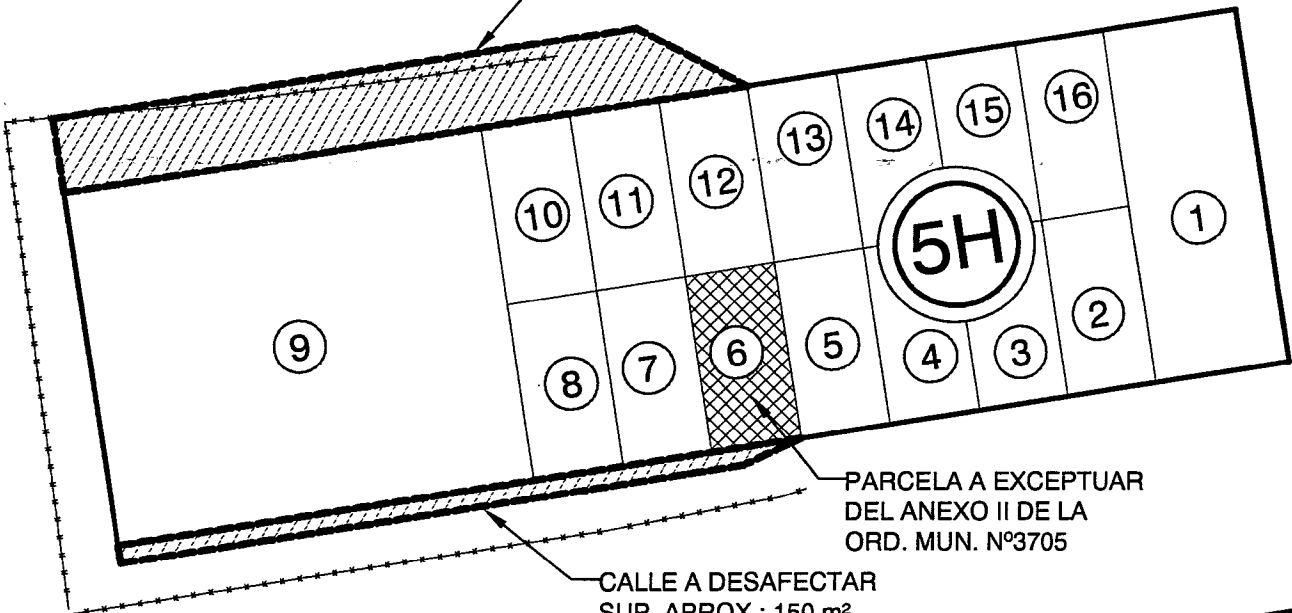 16
15
14
13
12
11
10
5H
1
2
3
4
5
6
7
8
9
PARCELA A EXCEPTUAR
DEL ANEXO II DE LA
ORD. MUN. Nº3705
CALLE A DESAFECTAR
SUP. APROX.: 150 m²